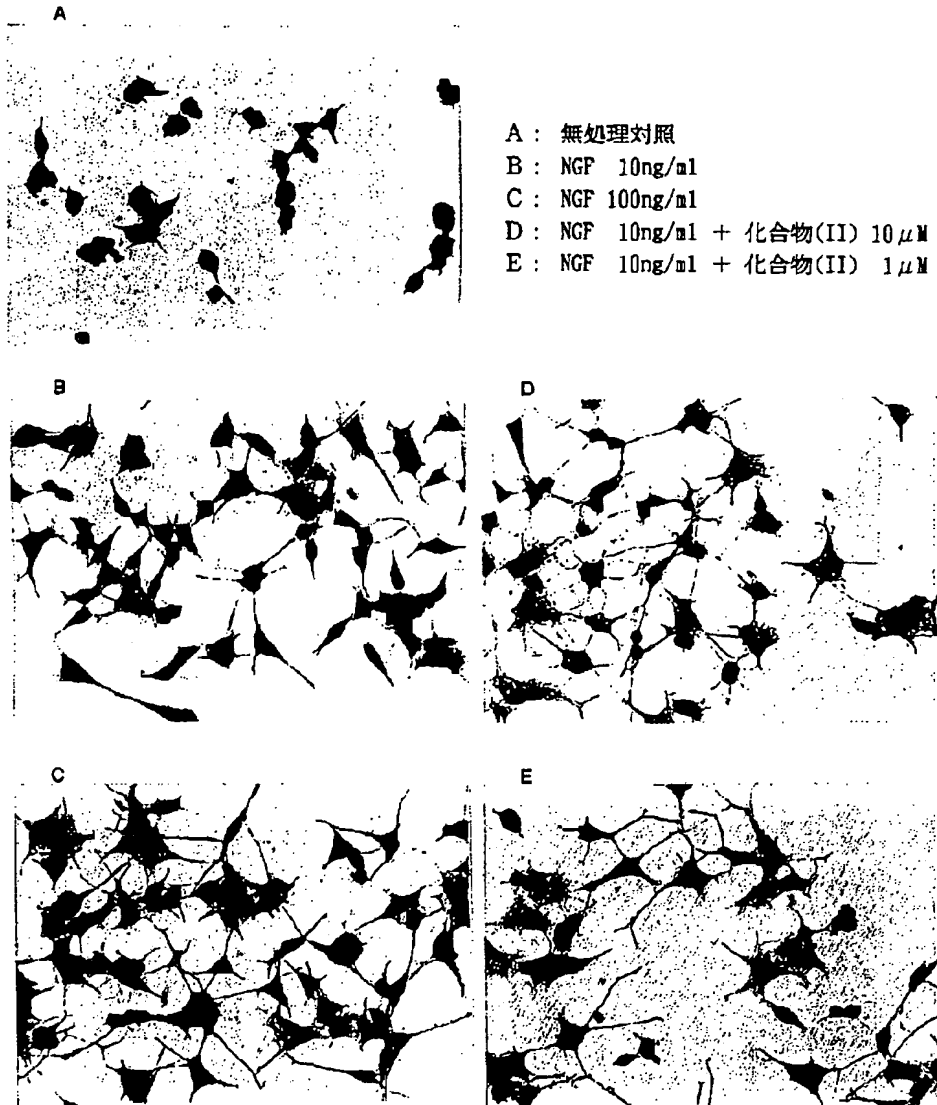 A
A : 無処理対照
B : NGF 10ng/ml
C : NGF 100ng/ml
D : NGF 10ng/ml + 化合物(II) 10μM
E : NGF 10ng/ml + 化合物(II) 1μM
B
D
C
E